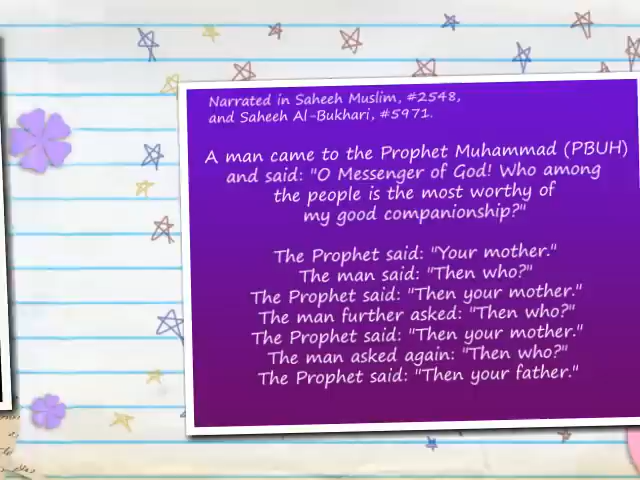 Narrated in Saheeh Muslim, #2548,
and Saheeh Al-Bukhari, #5971.
A man came to the Prophet Muhammad (PBUH)
and said: "O Messenger of God! Who among
the people is the most worthy of
my good companionship?"
The Prophet said: "Your mother."
The man said: "Then who?"
The Prophet said: "Then your mother."
The man further asked: "Then who?"
The Prophet said: "Then your mother."
The man asked again: "Then who?"
The Prophet said: "Then your father."